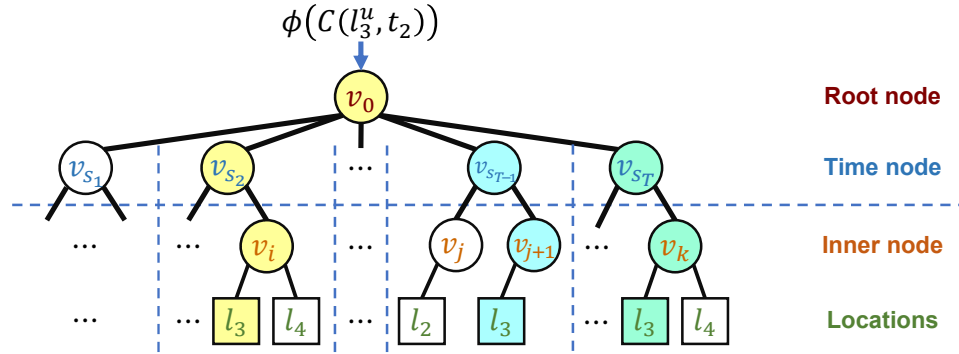 ϕ(C(l₃ᵘ, t₂))
v₀ Root node
v_{s₁} v_{s₂} ... v_{s_{T-1}} v_{s_T} Time node
... ... v_i ... v_j v_{j+1} ... v_k Inner node
... ... l₃ l₄ ... l₂ l₃ ... l₃ l₄ Locations